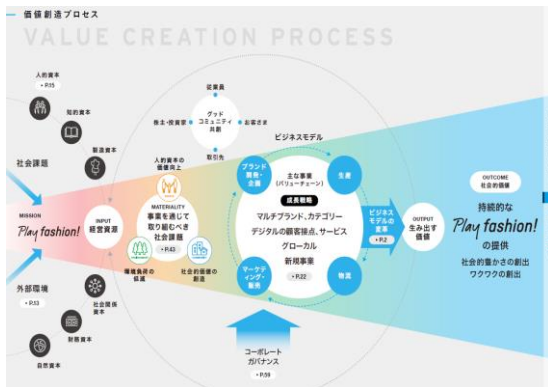 価値創造プロセス
VALUE CREATION PROCESS
人的資本
•P.15
知的資本
製造資本
社会課題
MISSION
Play fashion!
外部環境
•P.13
社会関係
資本
財務資本
自然資本
INPUT
経営資源
従業員
株主・投資家
グッド
コミュニティ
共創
お客さま
取引先
人的資本の
価値向上
MATERIALITY
事業を通じて
取り組むべき
社会課題
•P.43
環境負荷の
低減
社会的価値の
創造
ビジネスモデル
ブランド
開発・
企画
生産
主な事業
(バリューチェーン)
成長戦略
マルチブランド、カテゴリー
デジタルの顧客接点、サービス
グローカル
新規事業
•P.22
マーケ
ティング・
販売
物流
ビジネス
モデルの
変革
•P.2
コーポレート
ガバナンス
•P.59
OUTPUT
生み出す
価値
OUTCOME
社会的価値
持続的な
Play fashion!
の提供
社会的豊かさの創出
ワクワクの創出